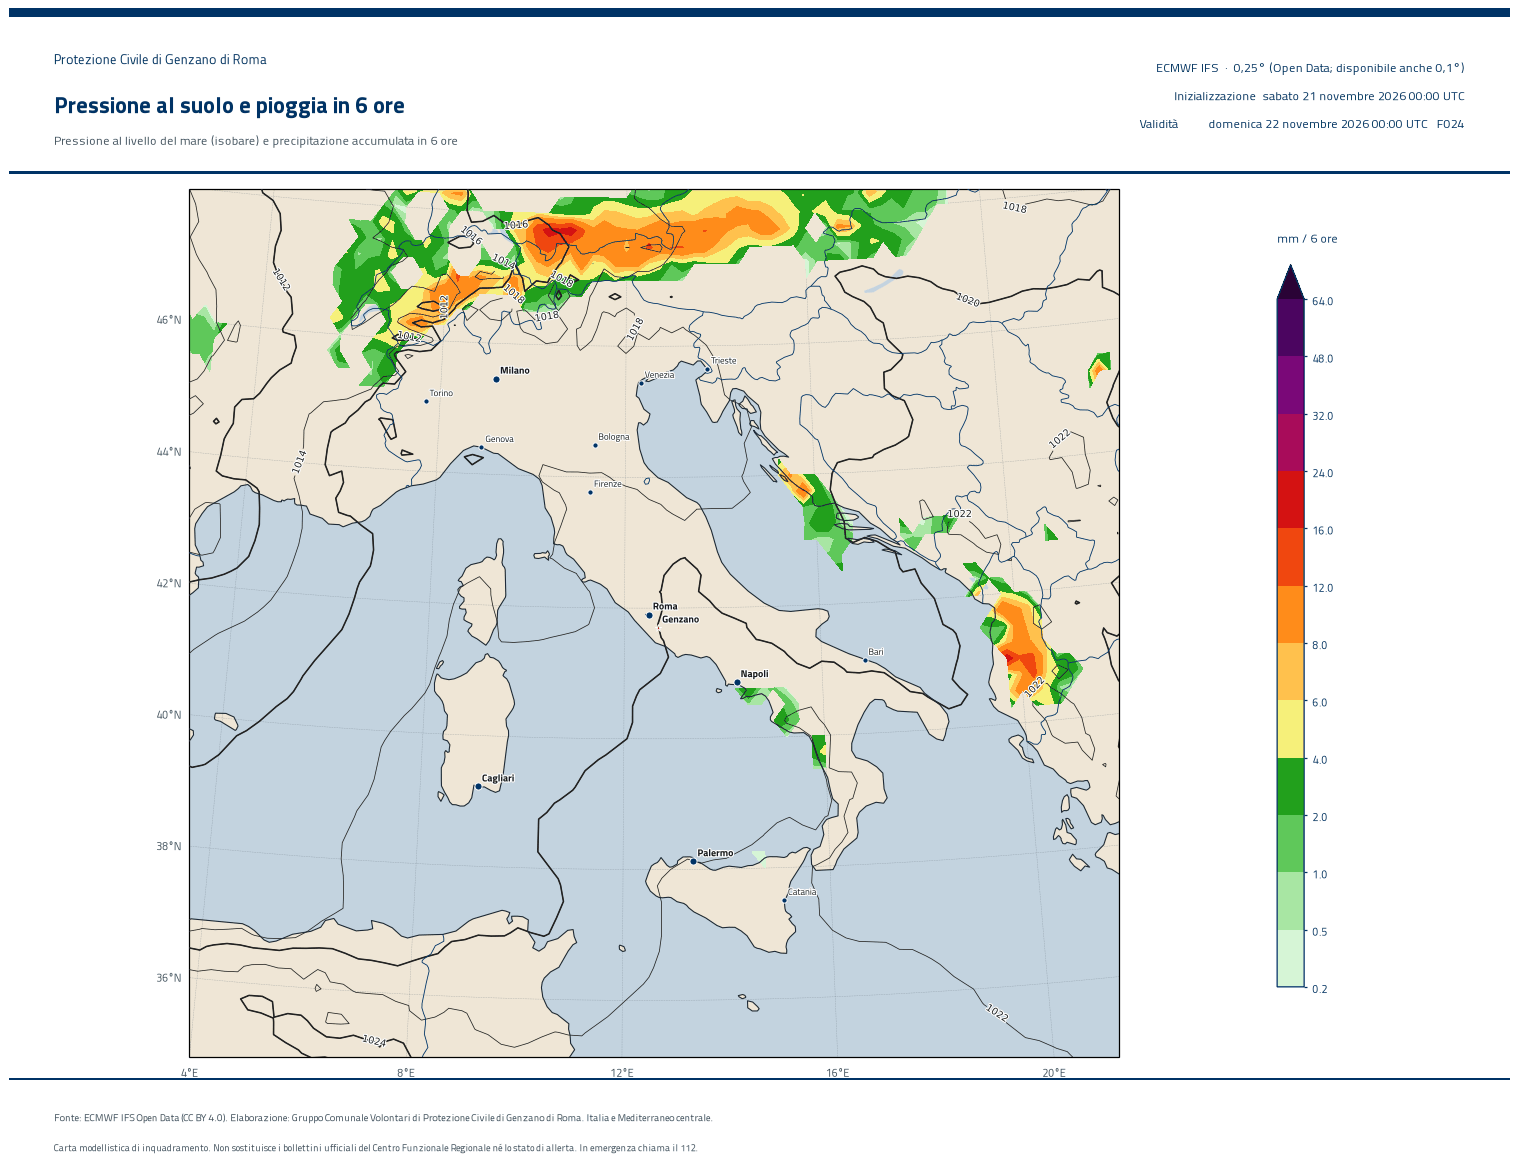 Protezione Civile di Genzano di Roma
Pressione al suolo e pioggia in 6 ore
Pressione al livello del mare (isobare) e precipitazione accumulata in 6 ore
ECMWF IFS · 0,25° (Open Data; disponibile anche 0,1°)
Inizializzazione sabato 21 novembre 2026 00:00 UTC
Validità domenica 22 novembre 2026 00:00 UTC F024
1018
1016
1016
1014
1012
1018
1018
1020
1012
1018
1018
1012
46°N
Trieste
Milano
Venezia
Torino
Bologna
Genova
1022
44°N
1014
Firenze
1022
42°N
Roma
Genzano
Bari
Napoli
1022
40°N
Cagliari
38°N
Palermo
Catania
36°N
1022
1024
4°E
8°E
12°E
16°E
20°E
mm / 6 ore
64.0
48.0
32.0
24.0
16.0
12.0
8.0
6.0
4.0
2.0
1.0
0.5
0.2
Fonte: ECMWF IFS Open Data (CC BY 4.0). Elaborazione: Gruppo Comunale Volontari di Protezione Civile di Genzano di Roma. Italia e Mediterraneo centrale.
Carta modellistica di inquadramento. Non sostituisce i bollettini ufficiali del Centro Funzionale Regionale né lo stato di allerta. In emergenza chiama il 112.